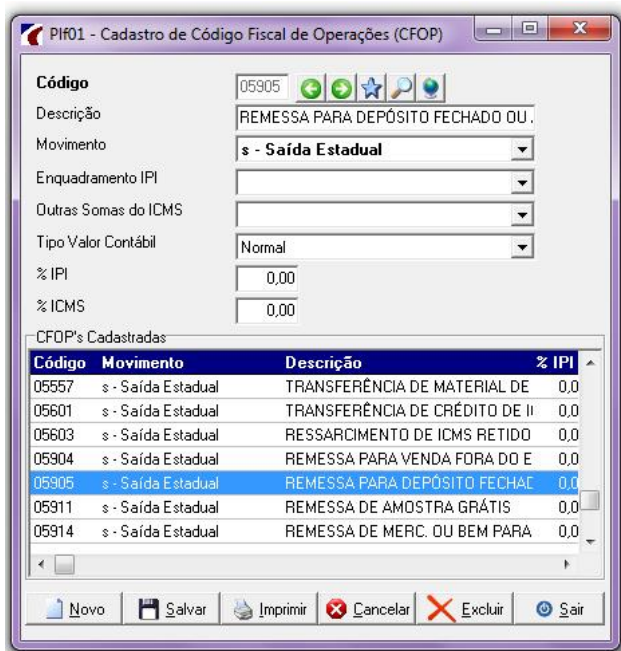 Plf01 - Cadastro de Código Fiscal de Operações (CFOP)
Código 05905
Descrição REMESSA PARA DEPÓSITO FECHADO OU
Movimento s - Saída Estadual
Enquadramento IPI
Outras Somas do ICMS
Tipo Valor Contábil Normal
% IPI 0,00
% ICMS 0,00
CFOP's Cadastradas
Código Movimento Descrição % IPI
05557 s - Saída Estadual TRANSFERÊNCIA DE MATERIAL DE 0,0
05601 s - Saída Estadual TRANSFERÊNCIA DE CRÉDITO DE 0,0
05603 s - Saída Estadual RESSARCIMENTO DE ICMS RETIDO 0,0
05904 s - Saída Estadual REMESSA PARA VENDA FORA DO E 0,0
05905 s - Saída Estadual REMESSA PARA DEPÓSITO 0,0
05911 s - Saída Estadual REMESSA DE AMOSTRA GRÁTIS 0,0
05914 s - Saída Estadual REMESSA DE MERC. OU BEM PARA 0,0
Novo Salvar Imprimir Cancelar Excluir Sair